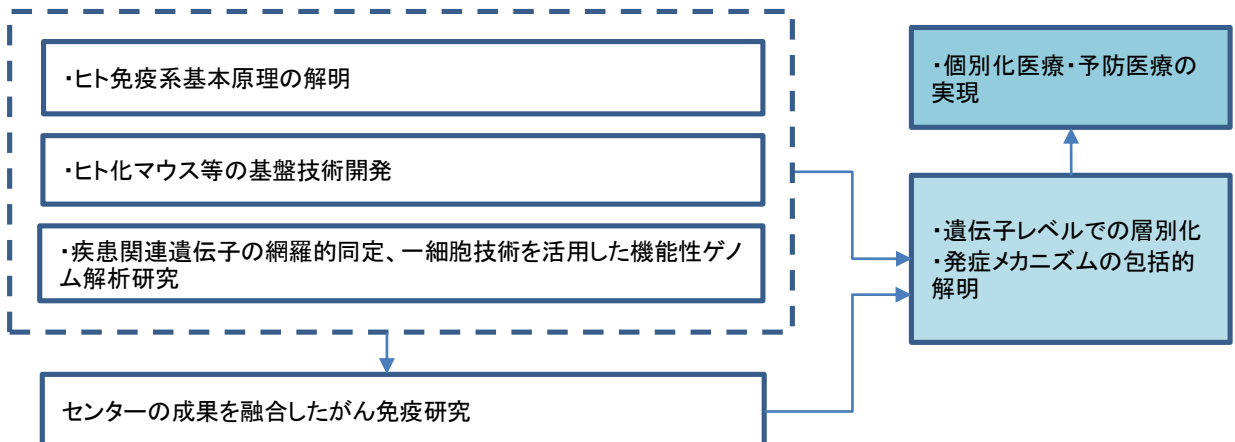 ・ヒト免疫系基本原理の解明
・ヒト化マウス等の基盤技術開発
・疾患関連遺伝子の網羅的同定、一細胞技術を活用した機能性ゲノ
ム解析研究
センターの成果を融合したがん免疫研究
・個別化医療・予防医療の
実現
・遺伝子レベルでの層別化
・発症メカニズムの包括的
解明